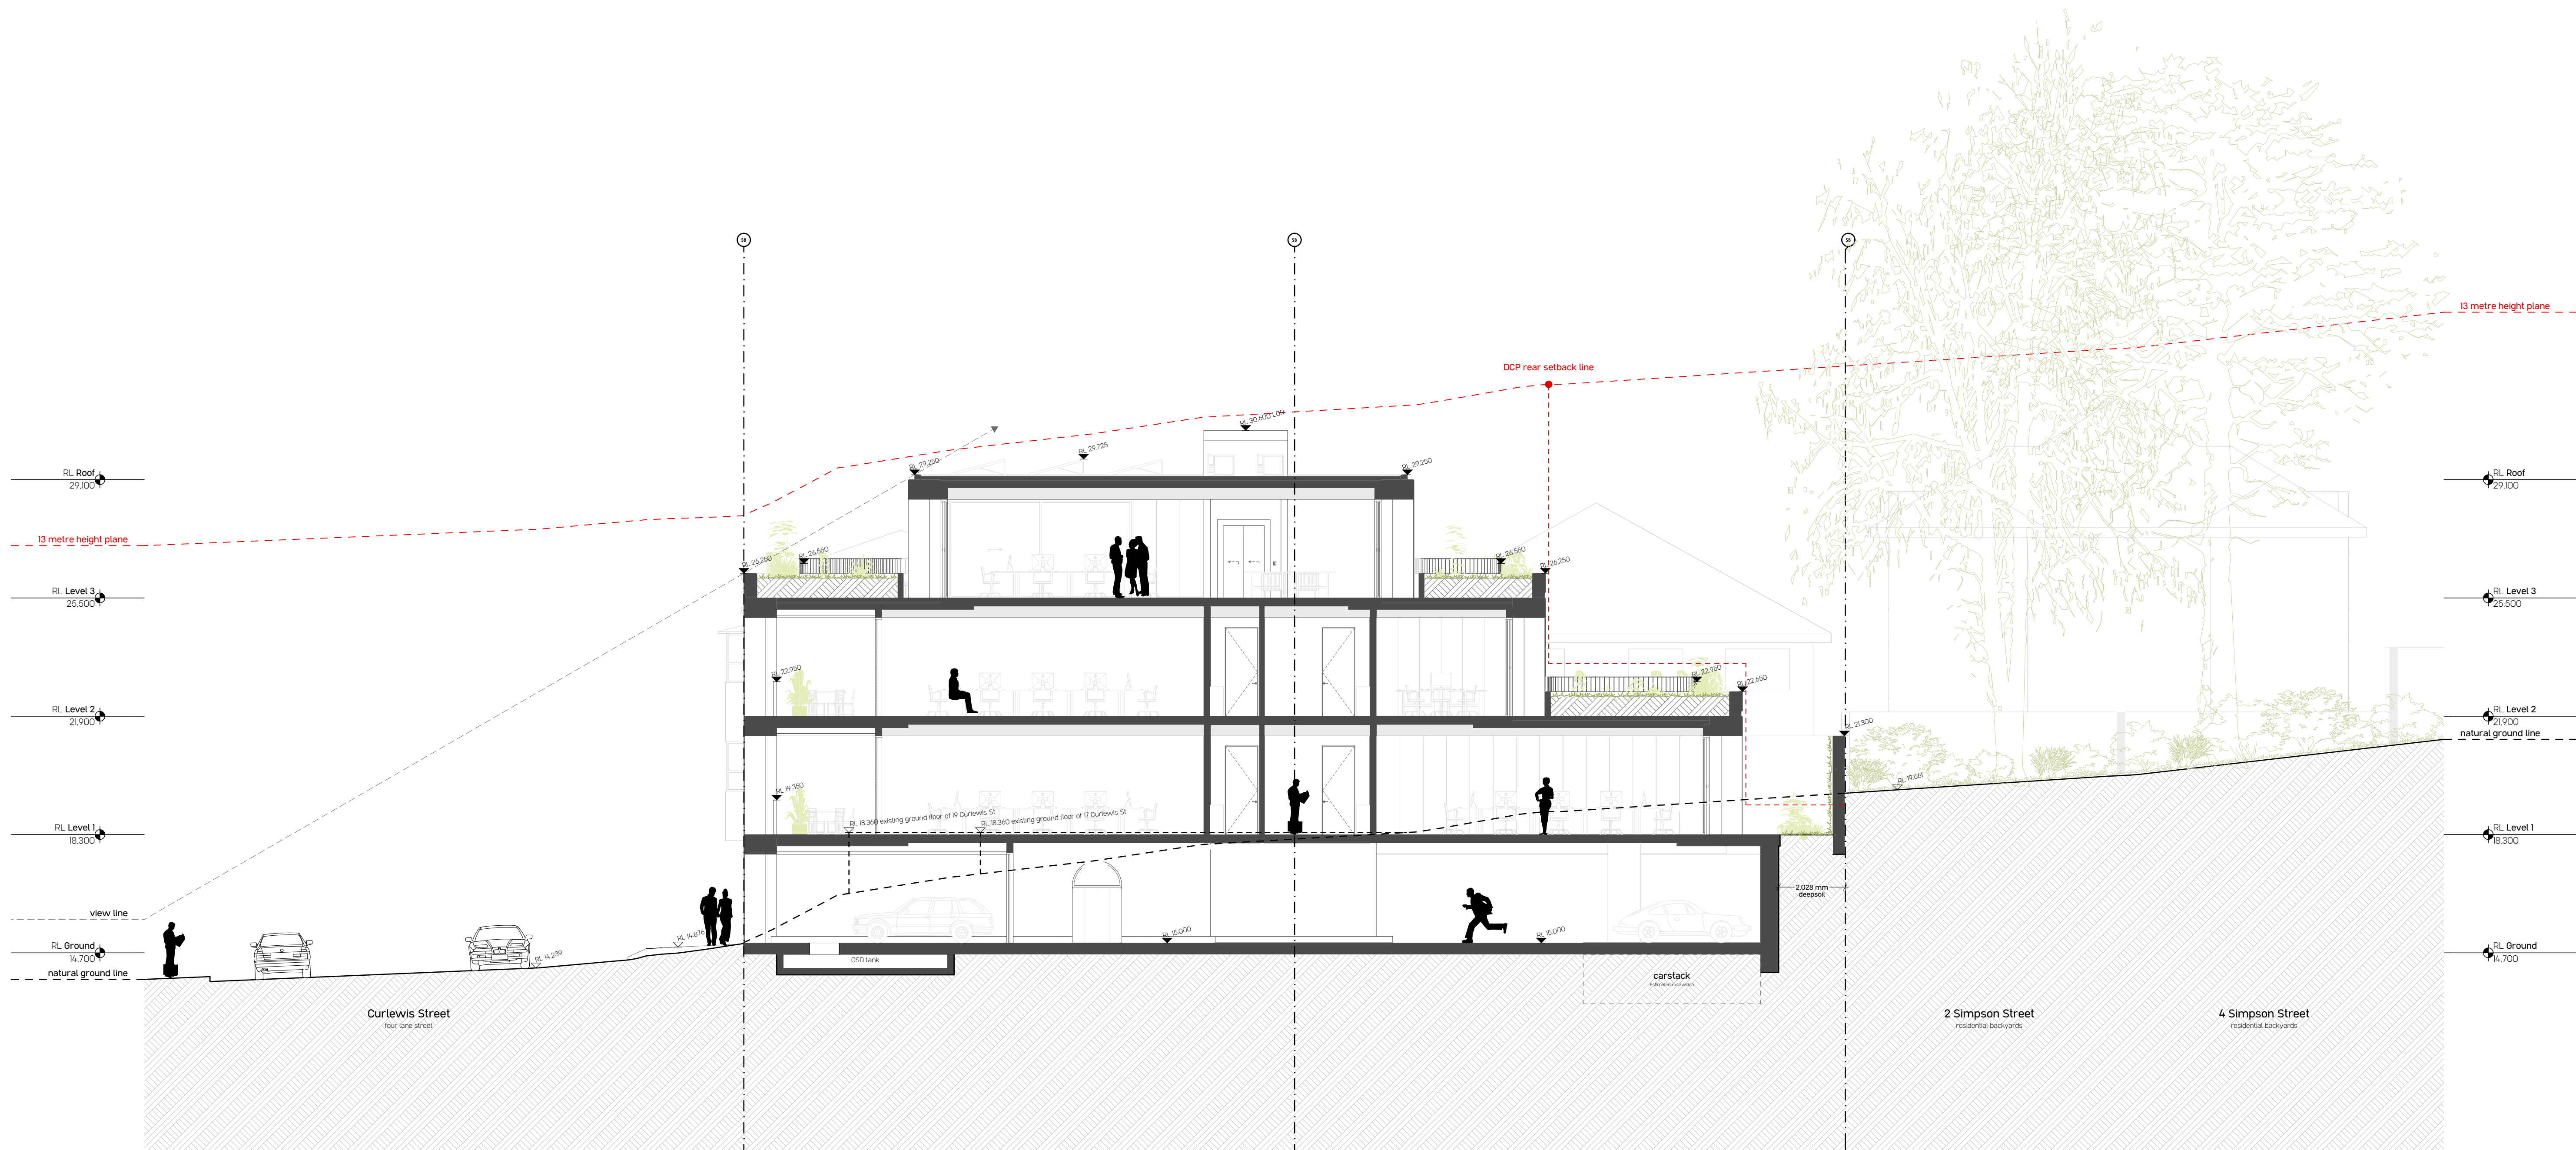 SB
SB
SB
13 metre height plane
DCP rear setback line
RL 30.600 LOR
RL 29.725
RL 29.250
RL 29.250
RL Roof
29,100
RL Roof
29,100
13 metre height plane
RL 26.250
RL 26.550
RL 26.550
RL 26.250
RL Level 3
25,500
RL Level 3
25,500
RL 22.950
RL 22.950
RL 22.650
RL Level 2
21,900
RL 21.300
RL Level 2
21,900
natural ground line
RL 19.350
RL 19.661
RL 18.360 existing ground floor of 19 Curlewis St
RL 18.360 existing ground floor of 17 Curlewis St
RL Level 1
18,300
RL Level 1
18,300
2,028 mm
deepsoil
view line
RL 14.876
RL 15.000
RL 15.000
RL Ground
14,700
RL 14.239
OSD tank
RL Ground
14,700
natural ground line
carstack
Estimated excavation
Curlewis Street
four lane street
2 Simpson Street
residential backyards
4 Simpson Street
residential backyards